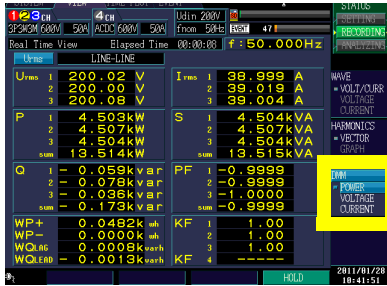 SYSTEM VIEW TIME PLOT EVENT
STATUS
1 2 3 CH 4 CH Udin 200V
SETTING
3P3W3M 600V 50A ACDC 600V 50A fnom 50Hz EVENT 47
RECORDING
Real Time View Elapsed Time 00:00:08 f:50.000Hz
ANALYZING
Urms LINE-LINE
Urms 1 200.02 V
2 200.00 V
3 200.08 V
Irms 1 38.999 A
2 39.019 A
3 39.004 A
P 1 4.503kW
2 4.507kW
3 4.504kW
sum 13.514kW
S 1 4.504kVA
2 4.507kVA
3 4.504kVA
sum 13.515kVA
Q 1 - 0.059kvar
2 - 0.078kvar
3 - 0.036kvar
sum - 0.173kvar
PF 1 -0.9999
2 -0.9999
3 -1.0000
sum -0.9999
WP+ 0.0482k Wh
WP- 0.0000k Wh
WQLAG 0.0008k varh
WQLEAD - 0.0013k varh
KF 1 1.00
2 1.00
3 1.00
KF 4 -----
WAVE
VOLT/CURR
VOLTAGE
CURRENT
HARMONICS
VECTOR
GRAPH
DMM
POWER
VOLTAGE
CURRENT
HOLD
2011/01/28
10:41:51